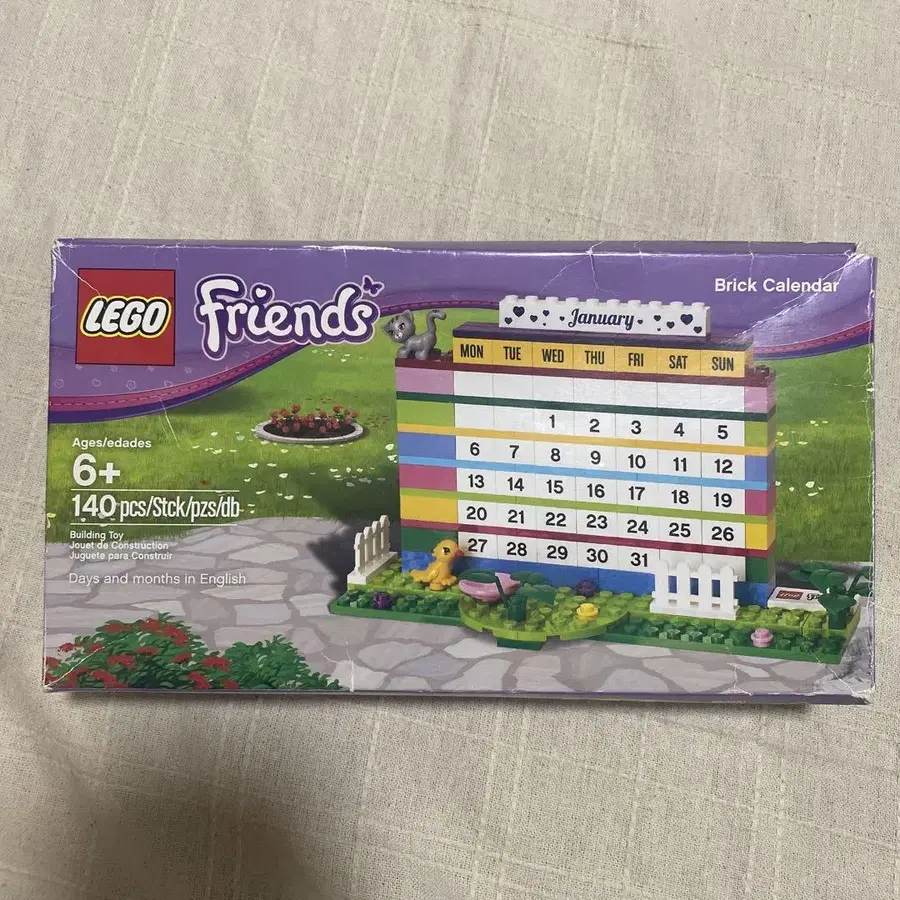 LEGO
Friends
Brick Calendar
January
MON TUE WED THU FRI SAT SUN
1 2 3 4 5
6 7 8 9 10 11 12
13 14 15 16 17 18 19
20 21 22 23 24 25 26
27 28 29 30 31
Ages/edades
6+
140 pcs/Stck/pzs/db
Building Toy
Jouet de Construction
Juguete para Construir
Days and months in English
LEGO